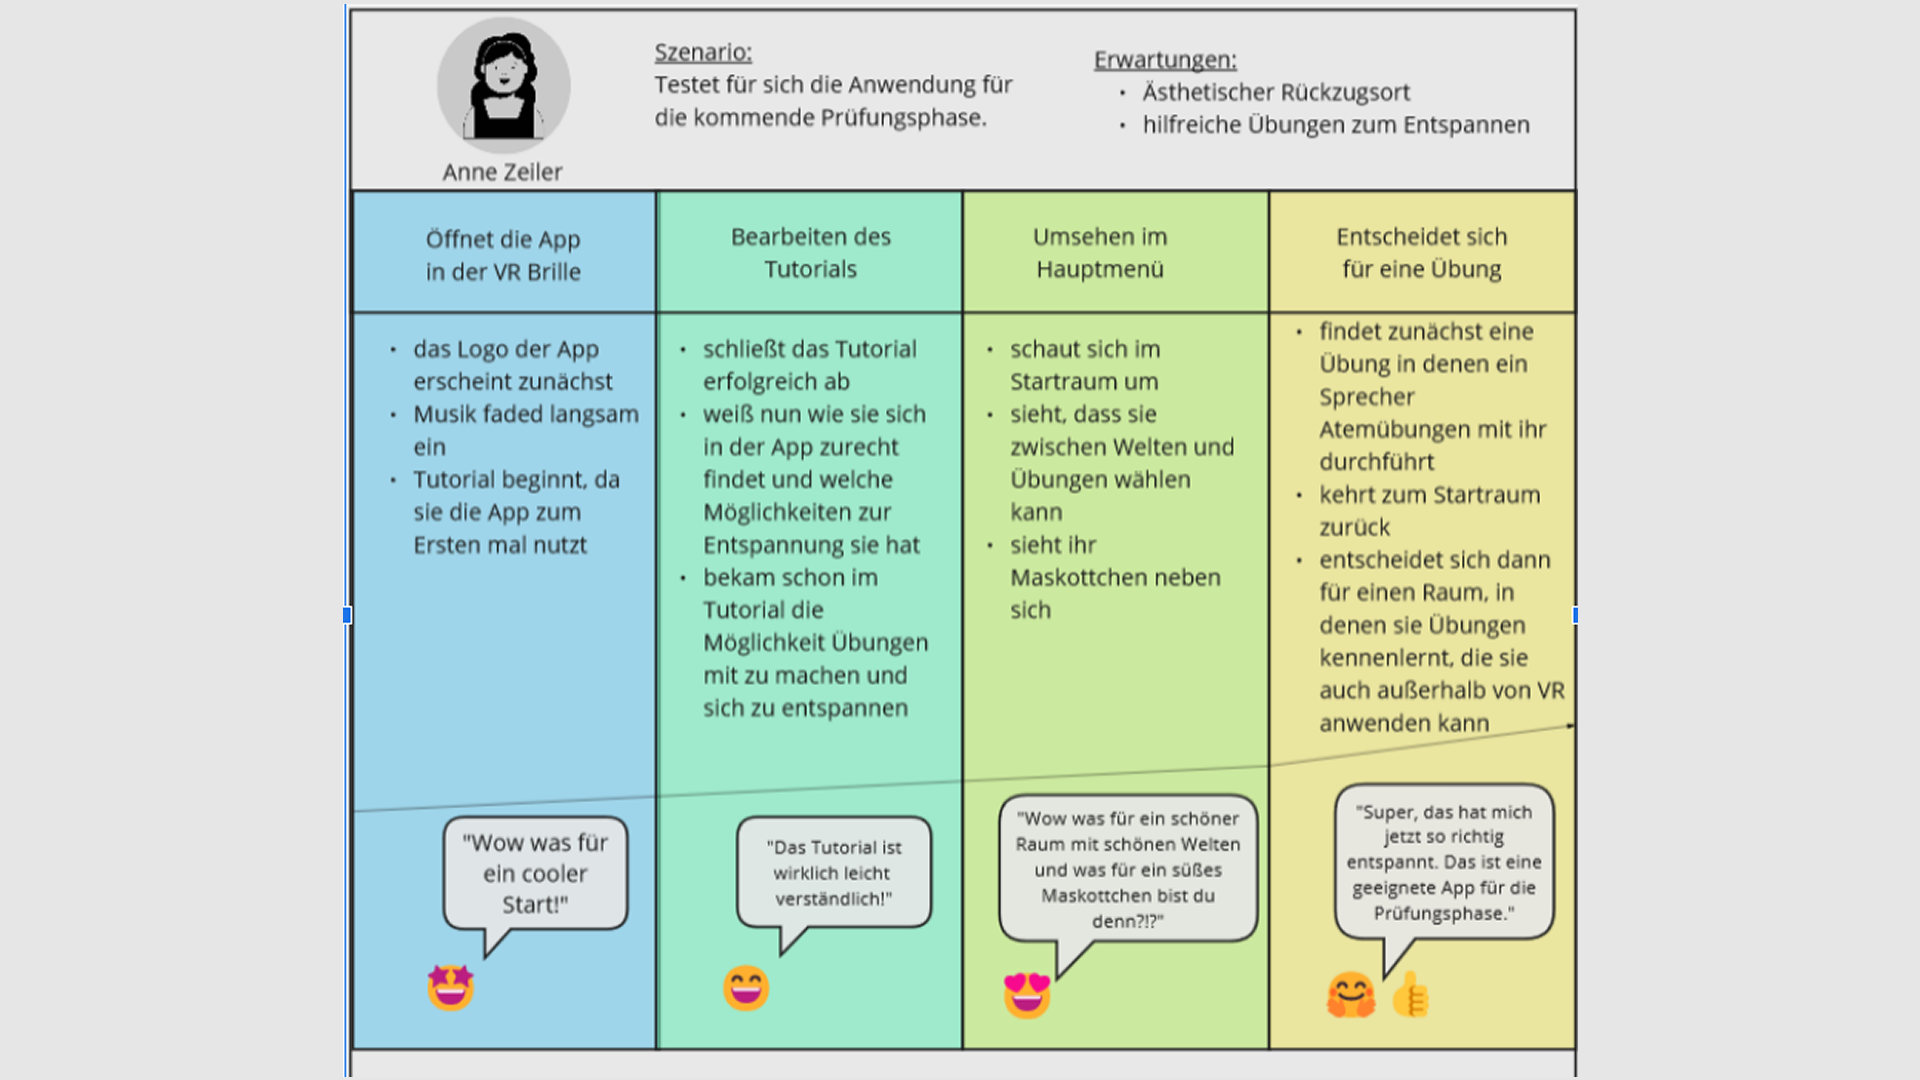 Anne Zeiler
Szenario:
Testet für sich die Anwendung für
die kommende Prüfungsphase.
Erwartungen:
· Ästhetischer Rückzugsort
· hilfreiche Übungen zum Entspannen
Öffnet die App
in der VR Brille
· das Logo der App
erscheint zunächst
· Musik faded langsam
ein
· Tutorial beginnt, da
sie die App zum
Ersten mal nutzt
"Wow was für
ein cooler
Start!"
Bearbeiten des
Tutorials
· schließt das Tutorial
erfolgreich ab
· weiß nun wie sie sich
in der App zurecht
findet und welche
Möglichkeiten zur
Entspannung sie hat
· bekam schon im
Tutorial die
Möglichkeit Übungen
mit zu machen und
sich zu entspannen
"Das Tutorial ist
wirklich leicht
verständlich!"
Umsehen im
Hauptmenü
· schaut sich im
Startraum um
· sieht, dass sie
zwischen Welten und
Übungen wählen
kann
· sieht ihr
Maskottchen neben
sich
"Wow was für ein schöner
Raum mit schönen Welten
und was für ein süßes
Maskottchen bist du
denn?!?"
Entscheidet sich
für eine Übung
· findet zunächst eine
Übung in denen ein
Sprecher
Atemübungen mit ihr
durchführt
· kehrt zum Startraum
zurück
· entscheidet sich dann
für einen Raum, in
denen sie Übungen
kennenlernt, die sie
auch außerhalb von VR
anwenden kann
"Super, das hat mich
jetzt so richtig
entspannt. Das ist eine
geeignete App für die
Prüfungsphase."